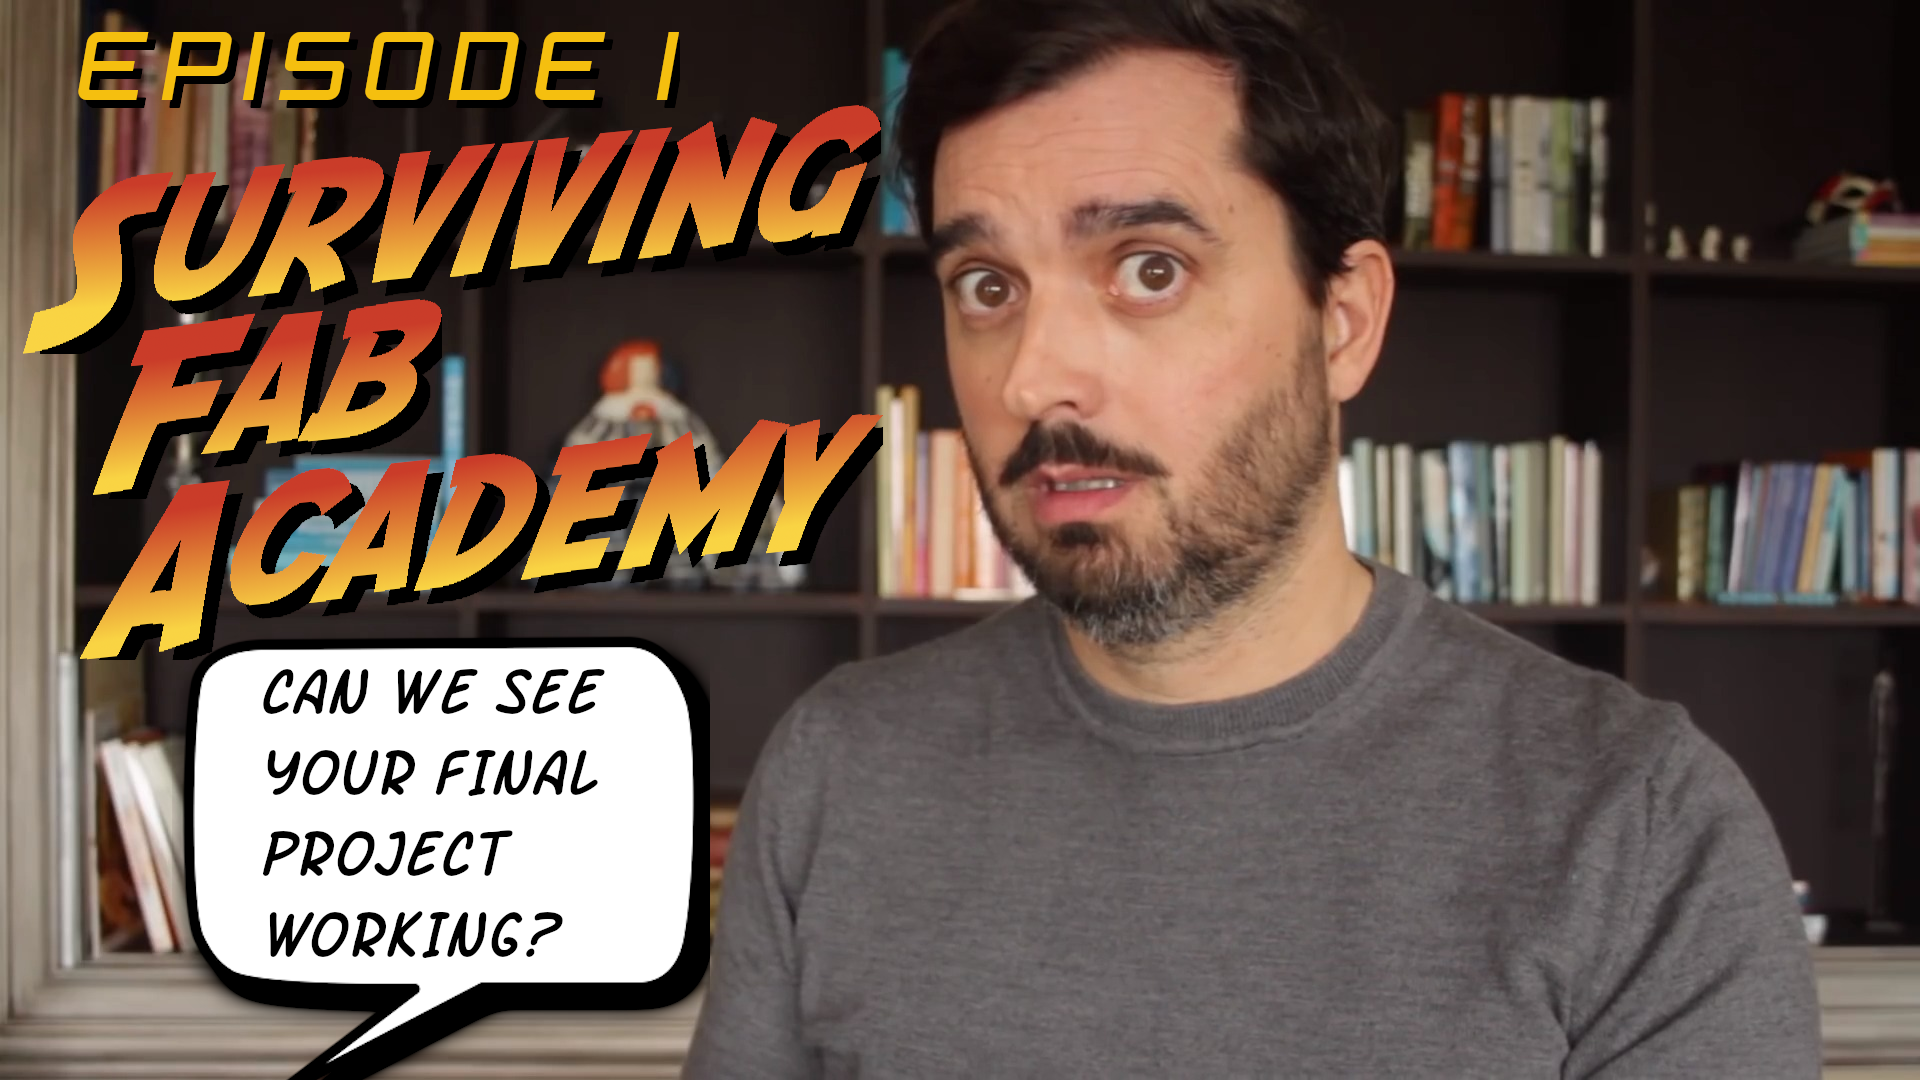 EPISODE 1
SURVIVING
FAB
ACADEMY
CAN WE SEE
YOUR FINAL
PROJECT
WORKING?